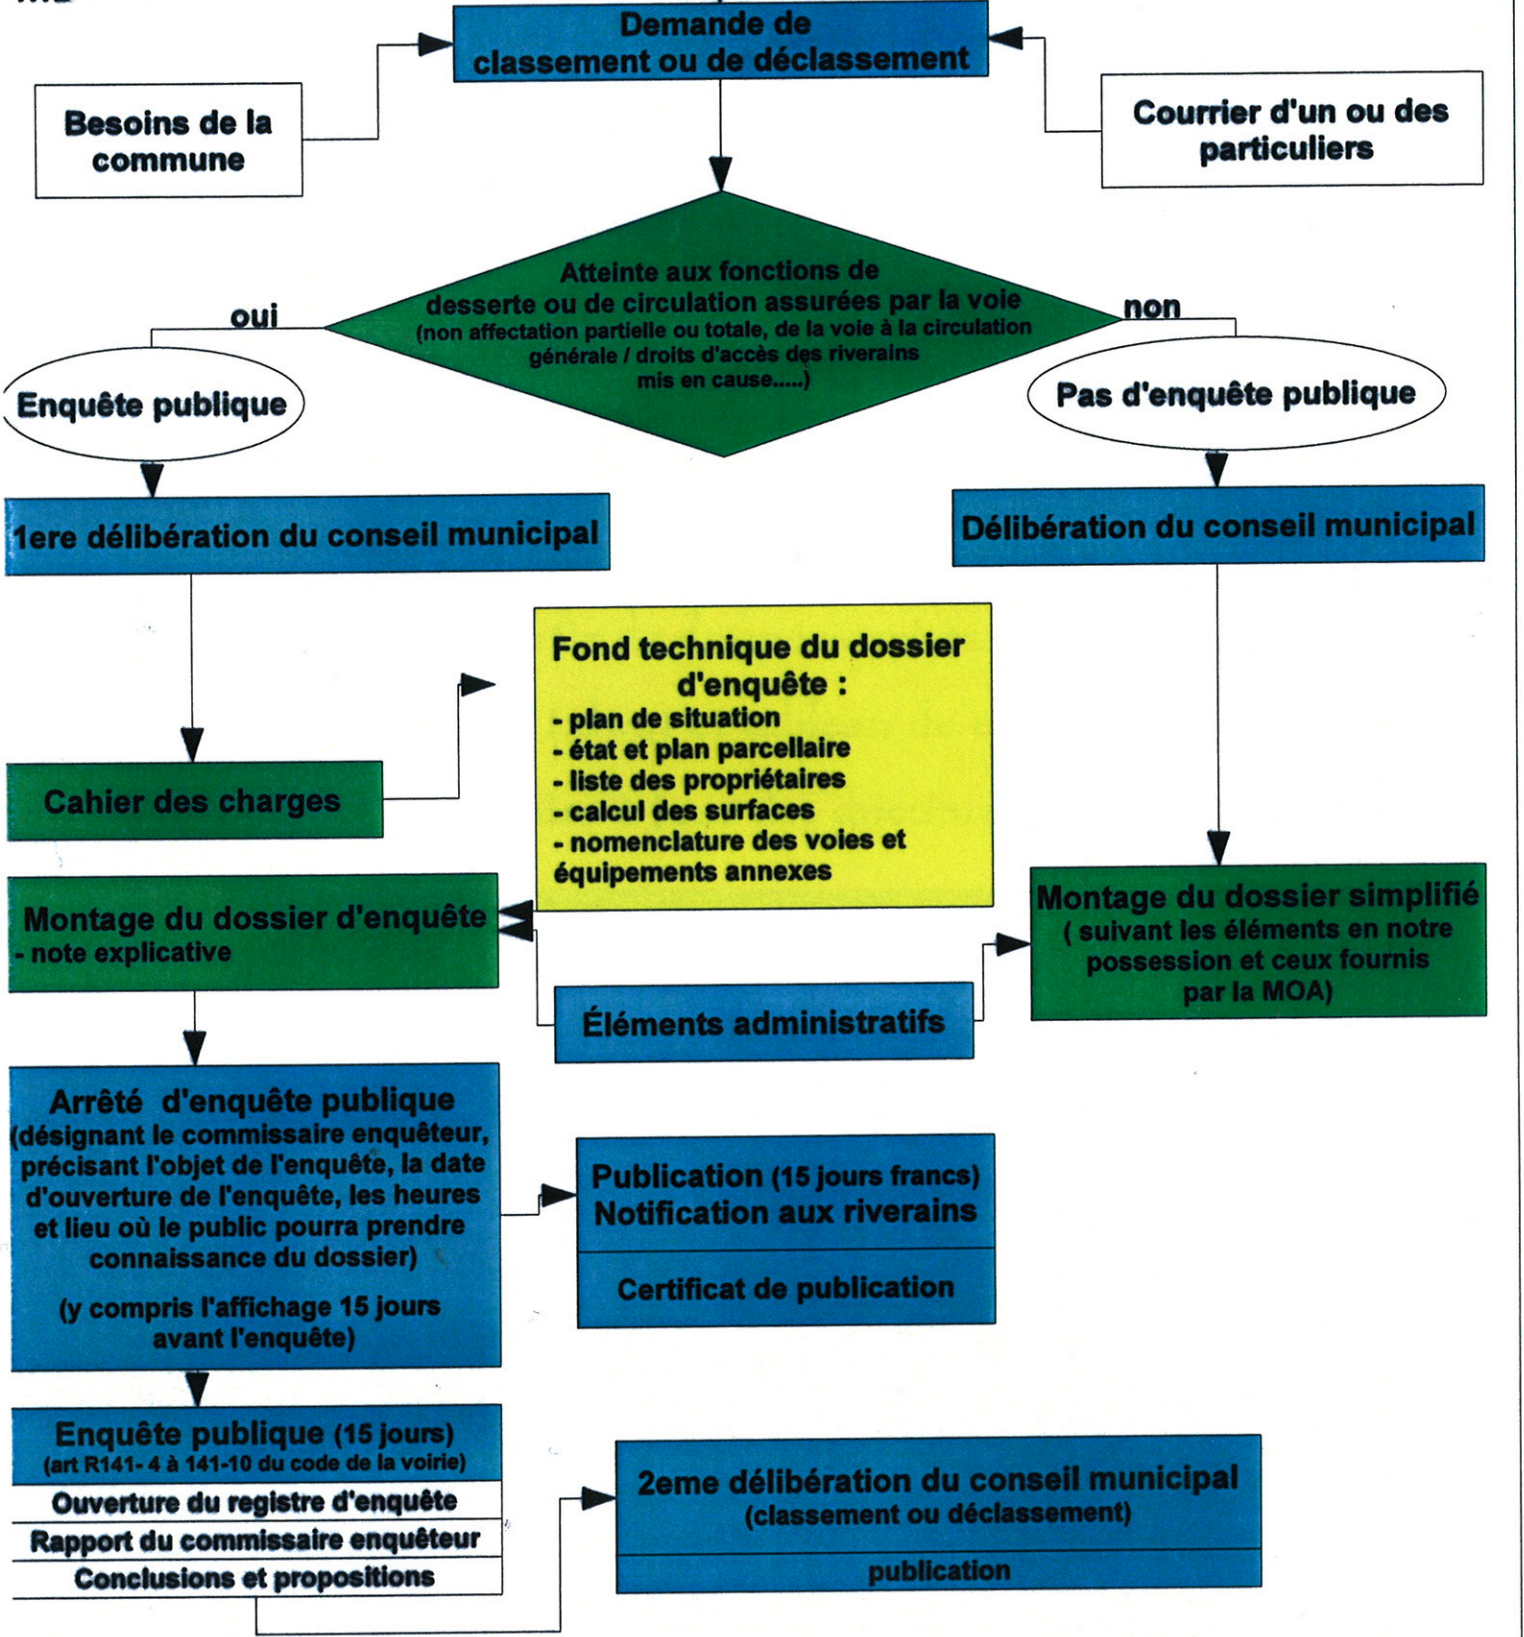 Demande de
classement ou de déclassement
Besoins de la
commune
Courrier d'un ou des
particuliers
Atteinte aux fonctions de
desserte ou de circulation assurées par la voie
(non affectation partielle ou totale, de la voie à la circulation
générale / droits d'accès des riverains
mis en cause.....)
oui
non
Enquête publique
Pas d'enquête publique
1ere délibération du conseil municipal
Délibération du conseil municipal
Fond technique du dossier
d'enquête :
- plan de situation
- état et plan parcellaire
- liste des propriétaires
- calcul des surfaces
- nomenclature des voies et
équipements annexes
Cahier des charges
Montage du dossier d'enquête
- note explicative
Montage du dossier simplifié
( suivant les éléments en notre
possession et ceux fournis
par la MOA)
Éléments administratifs
Arrêté d'enquête publique
(désignant le commissaire enquêteur,
précisant l'objet de l'enquête, la date
d'ouverture de l'enquête, les heures
et lieu où le public pourra prendre
connaissance du dossier)
(y compris l'affichage 15 jours
avant l'enquête)
Publication (15 jours francs)
Notification aux riverains
Certificat de publication
Enquête publique (15 jours)
(art R141- 4 à 141-10 du code de la voirie)
Ouverture du registre d'enquête
Rapport du commissaire enquêteur
Conclusions et propositions
2eme délibération du conseil municipal
(classement ou déclassement)
publication